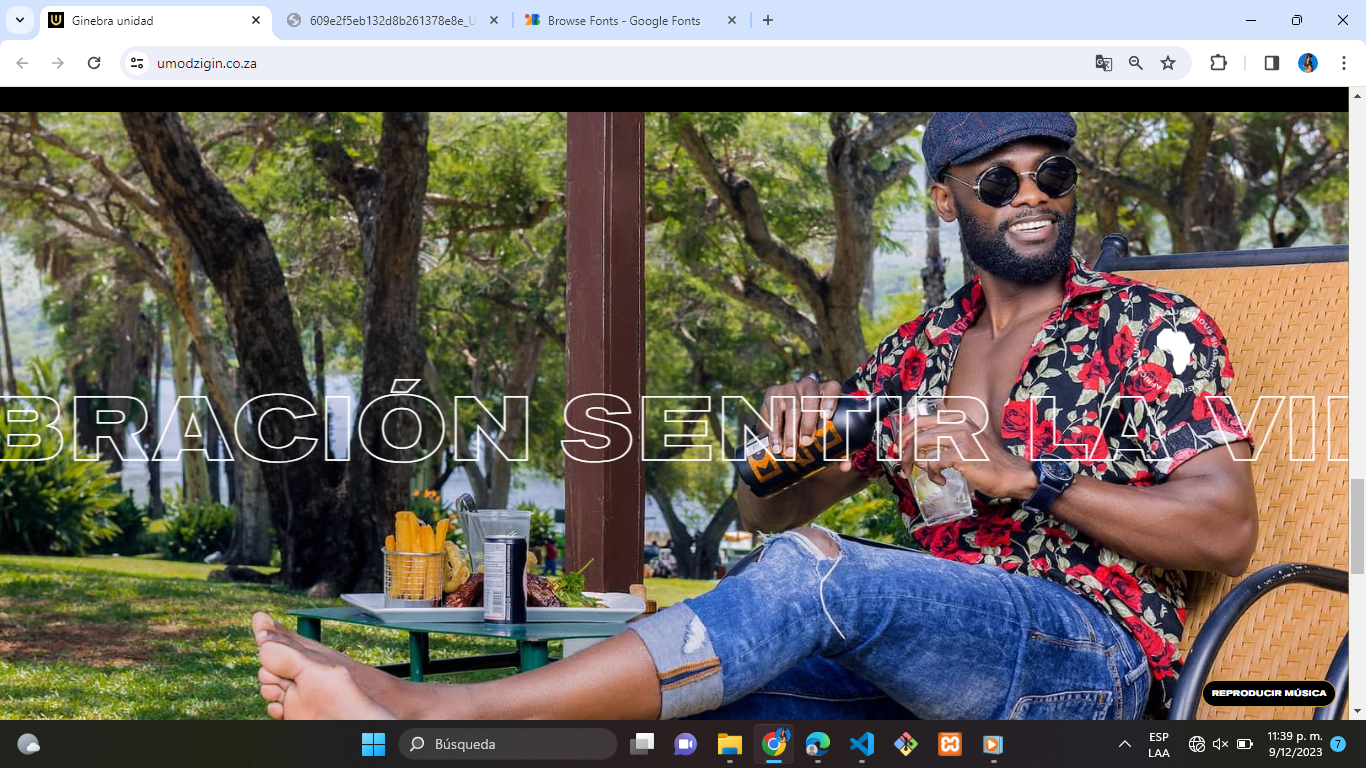 Ginebra unidad
609e2f5eb132d8b261378e8e_U
Browse Fonts - Google Fonts
umodzigin.co.za
BRACIÓN SENTIR LA VI
REPRODUCIR MÚSICA
Búsqueda
ESP
LAA
11:39 p. m.
9/12/2023
7